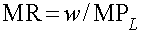 MR = w/MP_L